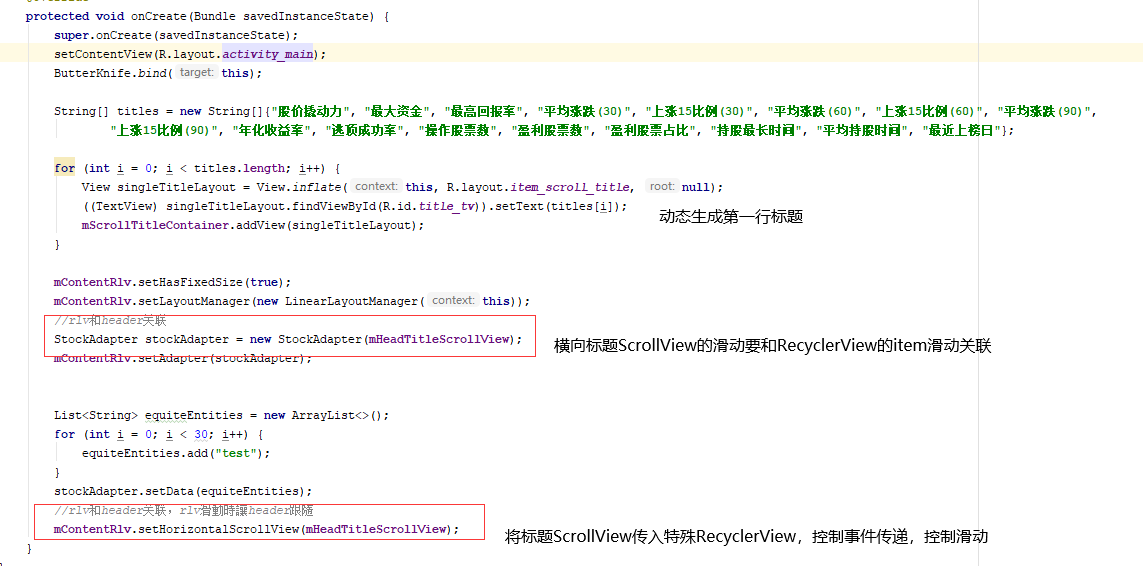 protected void onCreate(Bundle savedInstanceState) {
super.onCreate(savedInstanceState);
setContentView(R.layout.activity_main);
ButterKnife.bind( target: this);
String[] titles = new String[]{"股价撬动力", "最大资金", "最高回报率", "平均涨跌(30)", "上涨15比例(30)", "平均涨跌(60)", "上涨15比例(60)", "平均涨跌(90)",
"上涨15比例(90)", "年化收益率", "逃顶成功率", "操作股票数", "盈利股票数", "盈利股票占比", "持股最长时间", "平均持股时间", "最近上榜日"};
for (int i = 0; i < titles.length; i++) {
View singleTitleLayout = View.inflate( context: this, R.layout.item_scroll_title, root: null);
((TextView) singleTitleLayout.findViewById(R.id.title_tv)).setText(titles[i]);
动态生成第一行标题
mScrollTitleContainer.addView(singleTitleLayout);
}
mContentRlv.setHasFixedSize(true);
mContentRlv.setLayoutManager(new LinearLayoutManager( context: this));
//rlv和header关联
StockAdapter stockAdapter = new StockAdapter(mHeadTitleScrollView);
横向标题ScrollView的滑动要和RecyclerView的item滑动关联
mContentRlv.setAdapter(stockAdapter);
List<String> equiteEntities = new ArrayList<>();
for (int i = 0; i < 30; i++) {
equiteEntities.add("test");
}
stockAdapter.setData(equiteEntities);
//rlv和header关联，rlv滑動時讓header跟隨
mContentRlv.setHorizontalScrollView(mHeadTitleScrollView);
将标题ScrollView传入特殊RecyclerView，控制事件传递，控制滑动
}